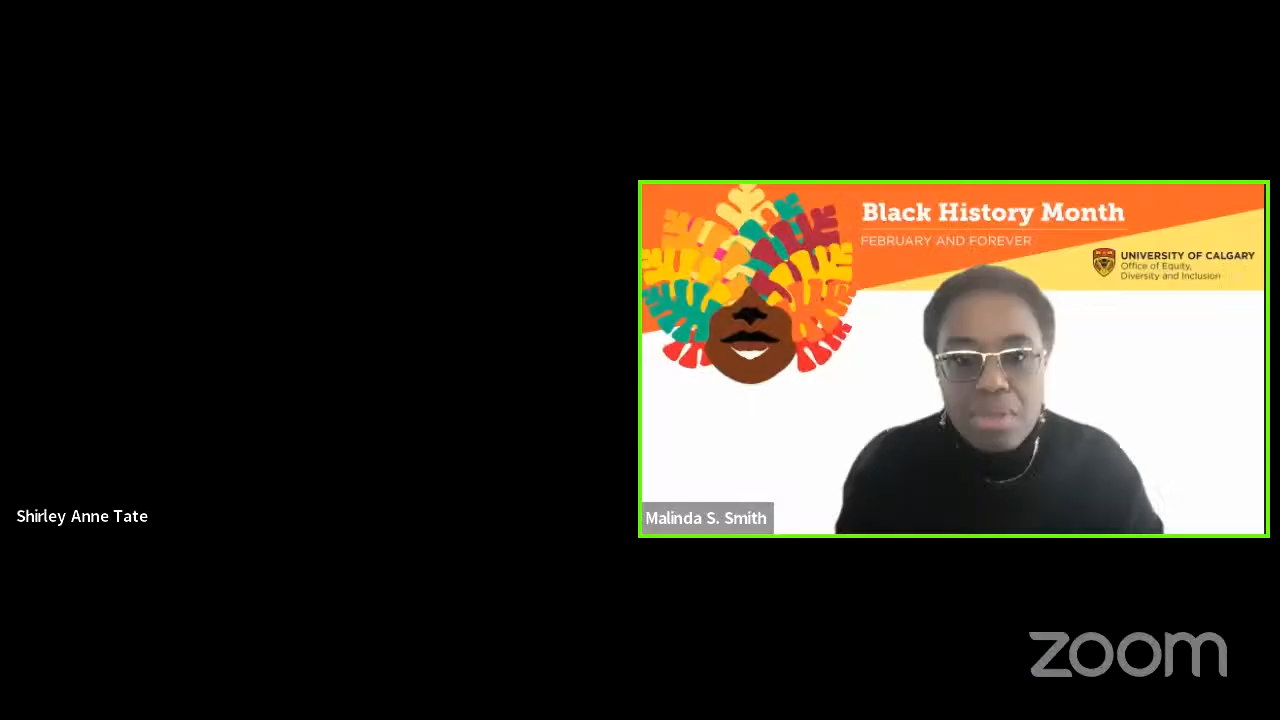 Black History Month
FEBRUARY AND FOREVER
UNIVERSITY OF CALGARY
Office of Equity,
Diversity and Inclusion
Shirley Anne Tate
Malinda S. Smith
zoom